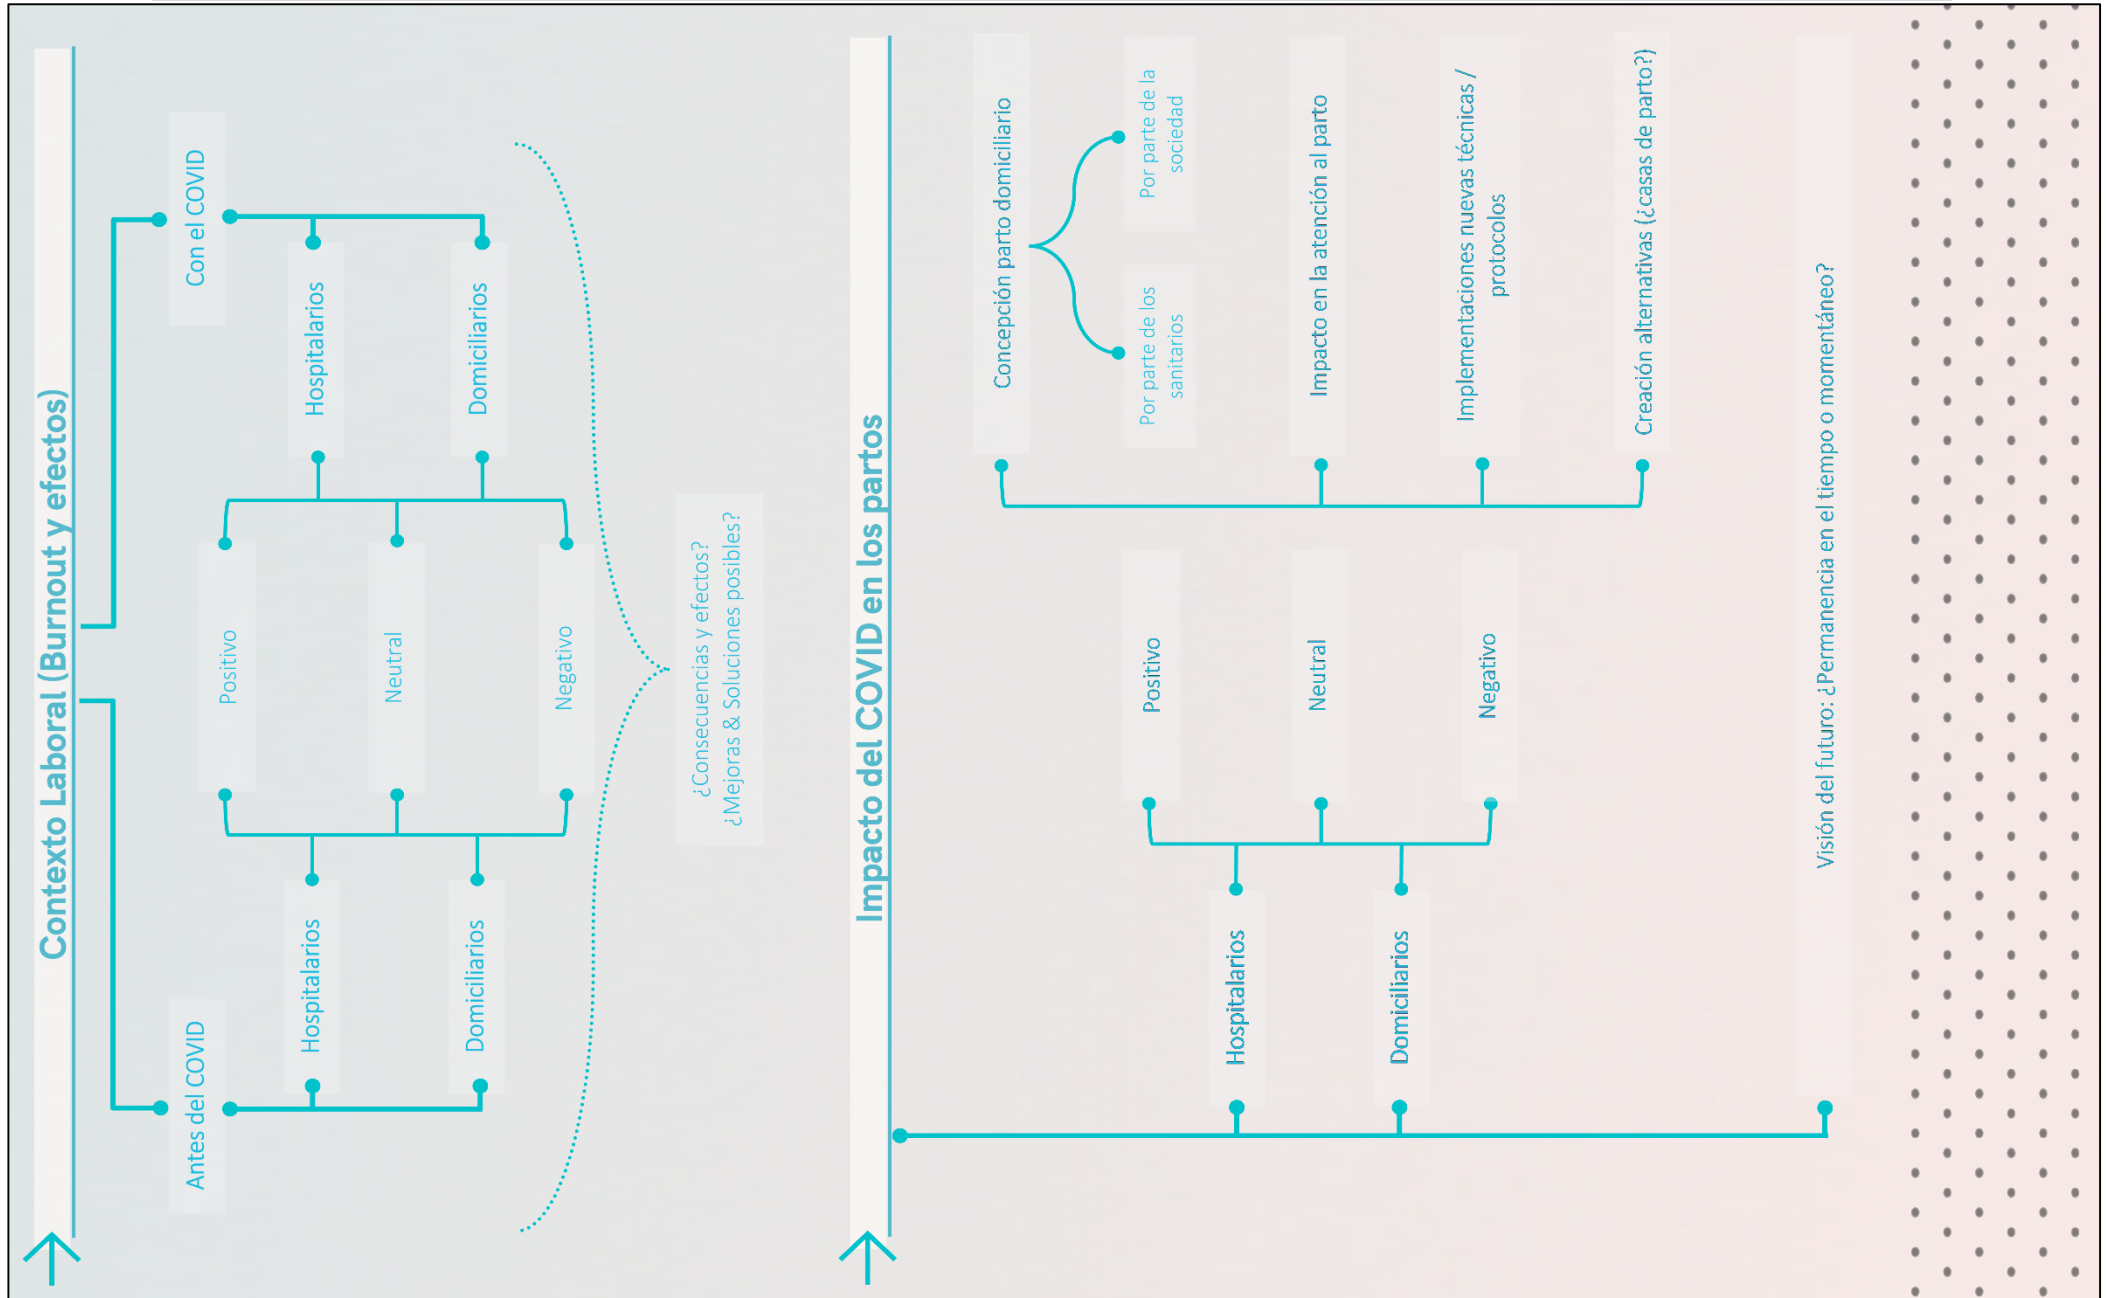 Contexto Laboral (Burnout y efectos)
Antes del COVID
Con el COVID
Hospitalarios
Domiciliarios
Positivo
Neutral
Negativo
Hospitalarios
Domiciliarios
¿Consecuencias y efectos?
¿Mejoras & Soluciones posibles?
Impacto del COVID en los partos
Hospitalarios
Domiciliarios
Positivo
Neutral
Negativo
Concepción parto domiciliario
Por parte de los
sanitarios
Por parte de la
sociedad
Impacto en la atención al parto
Implementaciones nuevas técnicas /
protocolos
Creación alternativas (¿casas de parto?)
Visión del futuro: ¿Permanencia en el tiempo o momentáneo?